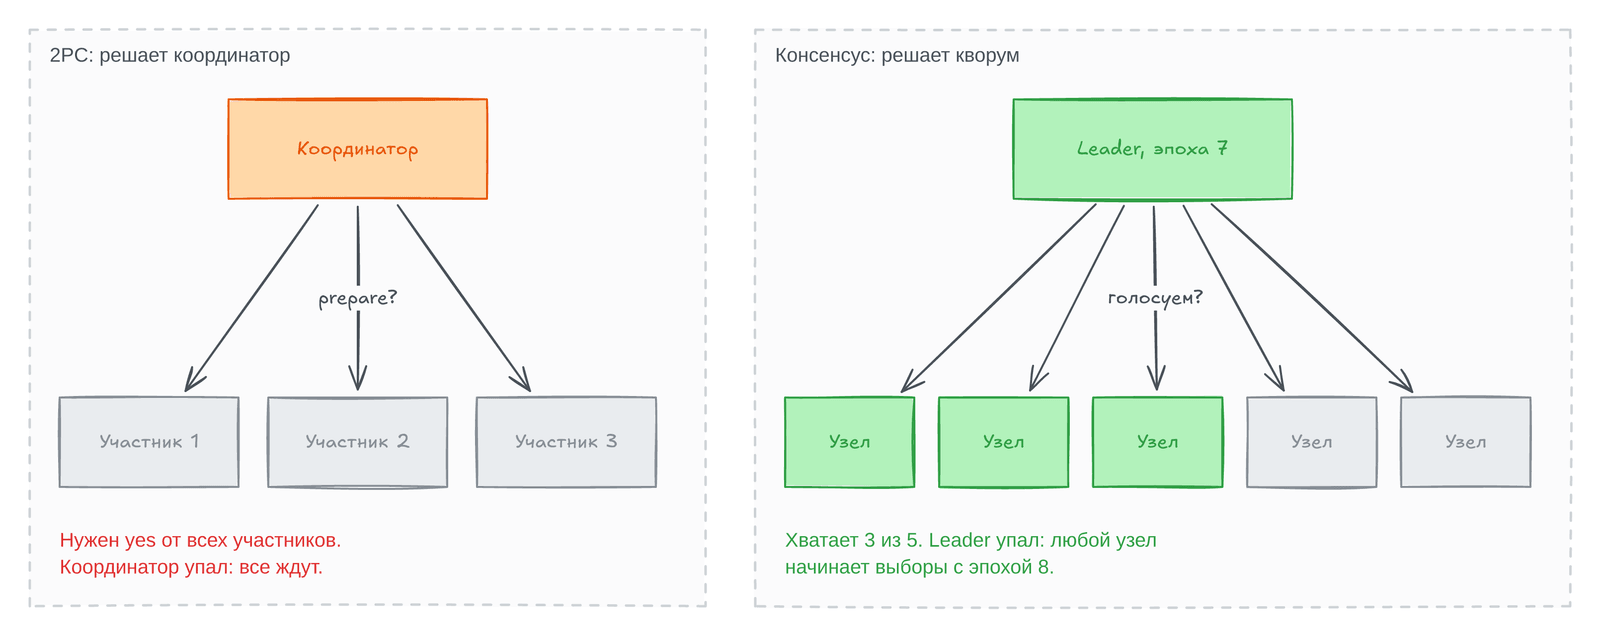 2PC: решает координатор
Координатор
prepare?
Участник 1
Участник 2
Участник 3
Нужен yes от всех участников.
Координатор упал: все ждут.
Консенсус: решает кворум
Leader, эпоха 7
голосуем?
Узел
Узел
Узел
Узел
Узел
Хватает 3 из 5. Leader упал: любой узел
начинает выборы с эпохой 8.